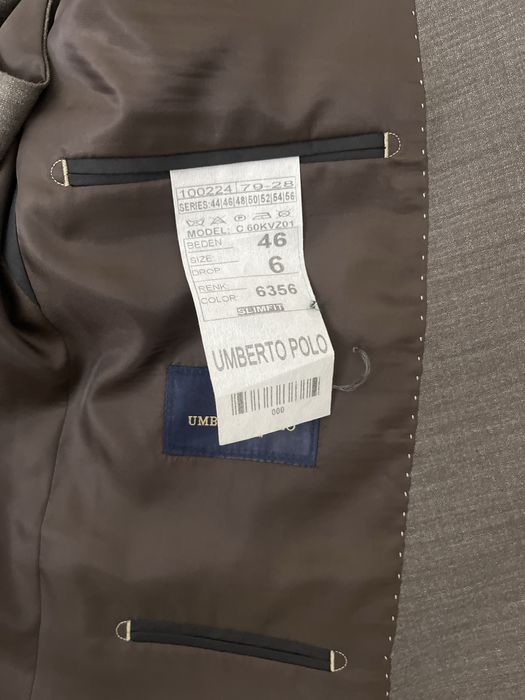 100224 79-28
SERIES: 44 46 48 50 52 54 56
MODEL: C 60KVZ01
BEDEN
SIZE: 46
DROP: 6
RENK:
COLOR: 6356
SLIMFIT
UMBERTO POLO
000
UMB